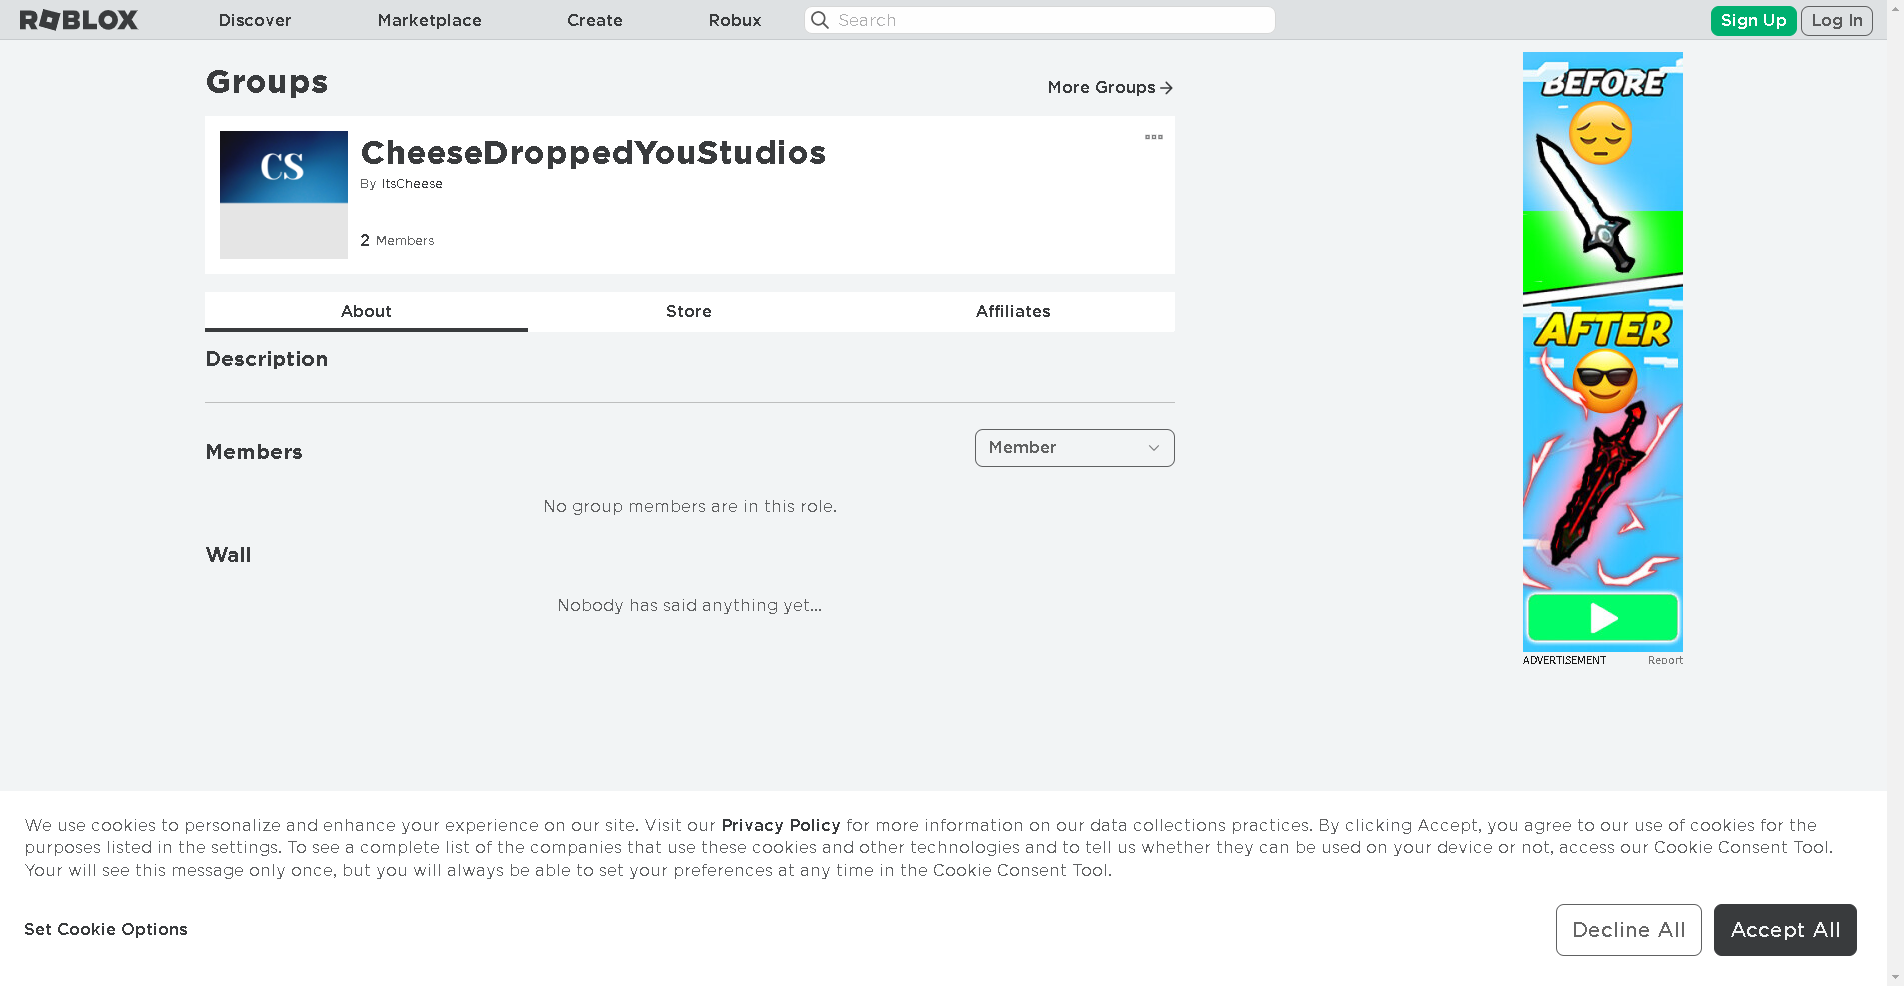 ROBLOX Discover Marketplace Create Robux Search Sign Up Log In
Groups
More Groups
CS
CheeseDroppedYouStudios
By ItsCheese
2 Members
About Store Affiliates
Description
Members
Member
No group members are in this role.
Wall
Nobody has said anything yet...
BEFORE
AFTER
ADVERTISEMENT Report
We use cookies to personalize and enhance your experience on our site. Visit our Privacy Policy for more information on our data collections practices. By clicking Accept, you agree to our use of cookies for the
purposes listed in the settings. To see a complete list of the companies that use these cookies and other technologies and to tell us whether they can be used on your device or not, access our Cookie Consent Tool.
Your will see this message only once, but you will always be able to set your preferences at any time in the Cookie Consent Tool.
Set Cookie Options
Decline All
Accept All